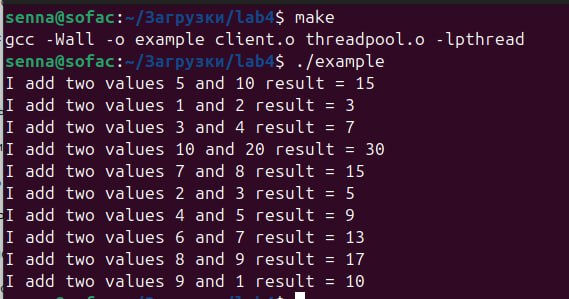 senna@sofac:~/Загрузки/lab4$ make
gcc -Wall -o example client.o threadpool.o -lpthread
senna@sofac:~/Загрузки/lab4$ ./example
I add two values 5 and 10 result = 15
I add two values 1 and 2 result = 3
I add two values 3 and 4 result = 7
I add two values 10 and 20 result = 30
I add two values 7 and 8 result = 15
I add two values 2 and 3 result = 5
I add two values 4 and 5 result = 9
I add two values 6 and 7 result = 13
I add two values 8 and 9 result = 17
I add two values 9 and 1 result = 10
senna@sofac:~/Загрузки/lab4$